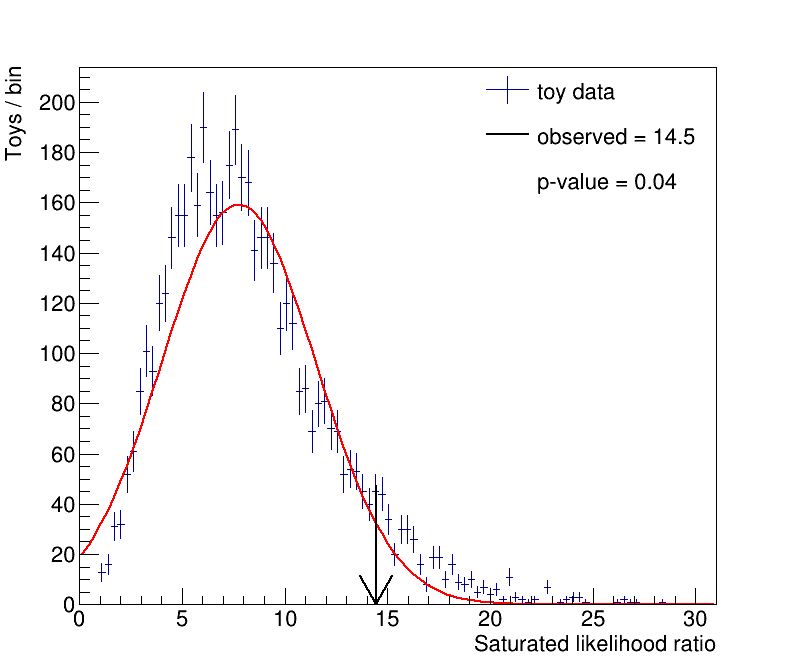 Toys / bin
200
180
160
140
120
100
80
60
40
20
0
toy data
observed = 14.5
p-value = 0.04
0 5 10 15 20 25 30
Saturated likelihood ratio